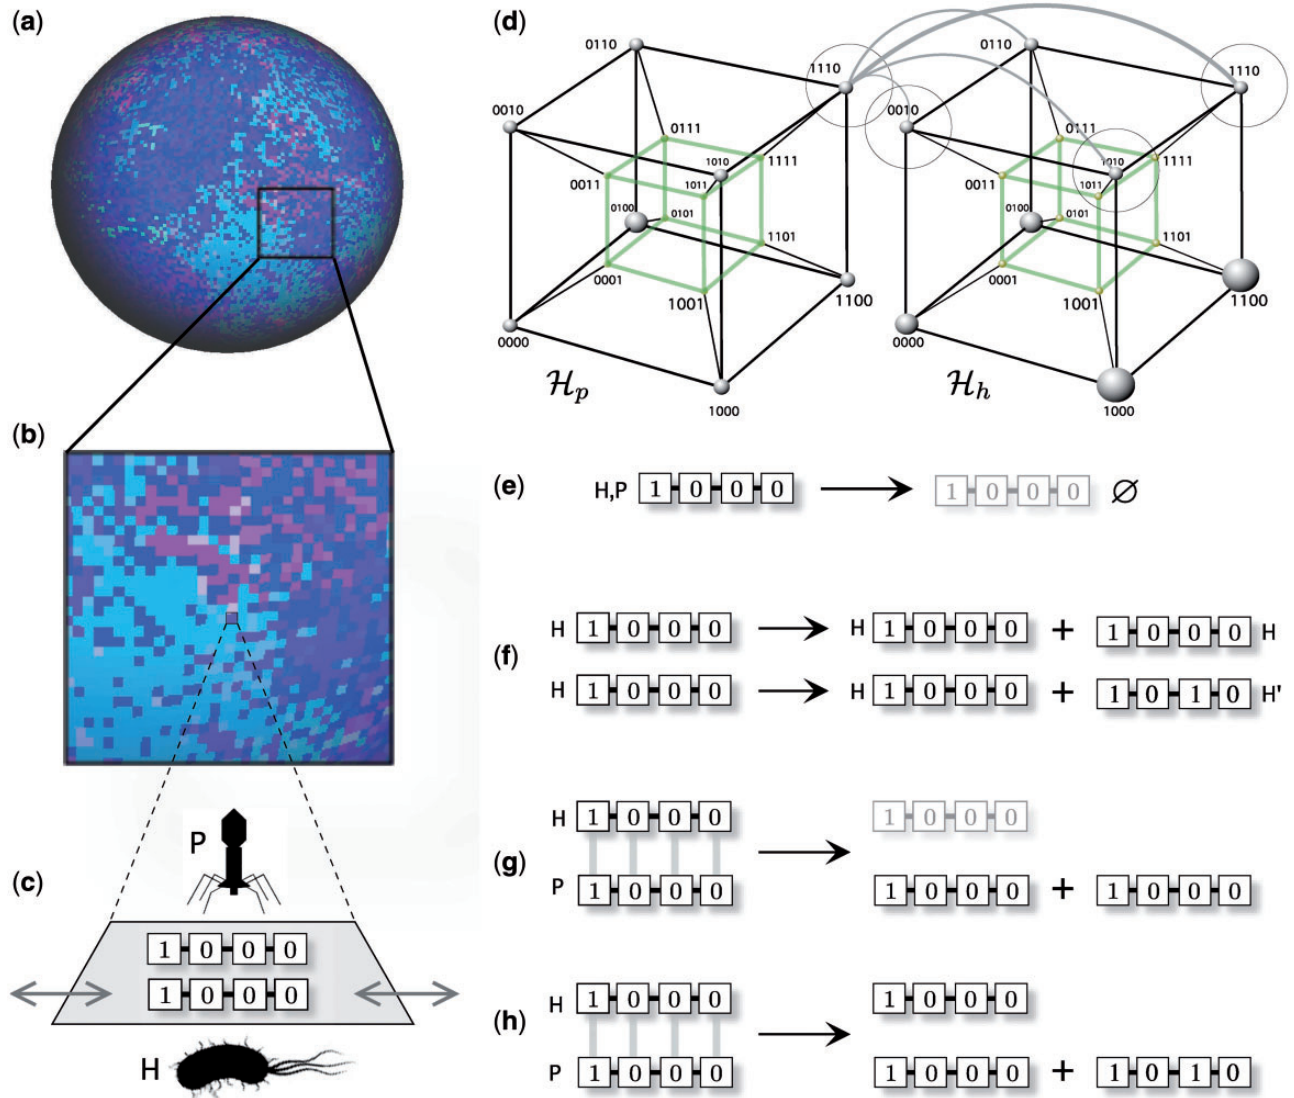 (a)
(b)
P
(c)
1 0 0 0
1 0 0 0
H
(d)
0110
1110
0010
0111
1010
1111
0011
1011
0100
0101
1101
0001
1001
1100
0000
1000
ℋp
0110
1110
0010
0111
1010
1111
0011
1011
0100
0101
1101
0001
1001
1100
0000
1000
ℋh
(e)
H,P 1 0 0 0 → 1 0 0 0 ∅
(f)
H 1 0 0 0 → H 1 0 0 0 + 1 0 0 0 H
H 1 0 0 0 → H 1 0 0 0 + 1 0 1 0 H'
(g)
H 1 0 0 0 → 1 0 0 0
P 1 0 0 0 1 0 0 0 + 1 0 0 0
(h)
H 1 0 0 0 → 1 0 0 0
P 1 0 0 0 1 0 0 0 + 1 0 1 0